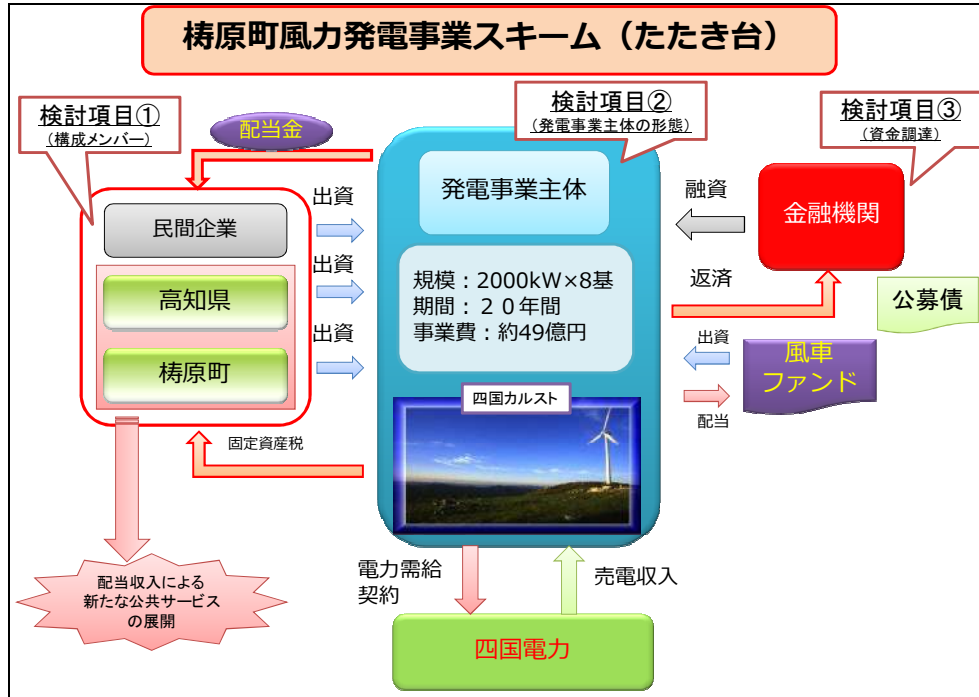 梼原町風力発電事業スキーム（たたき台）
検討項目①
（構成メンバー）
配当金
検討項目②
（発電事業主体の形態）
検討項目③
（資金調達）
民間企業
高知県
梼原町
出資
出資
出資
発電事業主体
規模：2000kW×8基
期間：２０年間
事業費：約49億円
四国カルスト
融資
金融機関
返済
公募債
出資
風車
ファンド
配当
固定資産税
配当収入による
新たな公共サービス
の展開
電力需給
契約
売電収入
四国電力